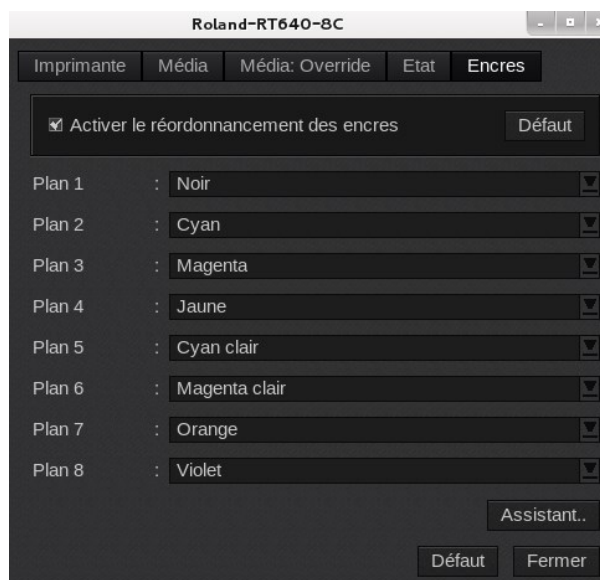 Roland-RT640-8C
Imprimante Média Média: Override Etat Encres
Activer le réordonnancement des encres Défaut
Plan 1 : Noir
Plan 2 : Cyan
Plan 3 : Magenta
Plan 4 : Jaune
Plan 5 : Cyan clair
Plan 6 : Magenta clair
Plan 7 : Orange
Plan 8 : Violet
Assistant..
Défaut Fermer